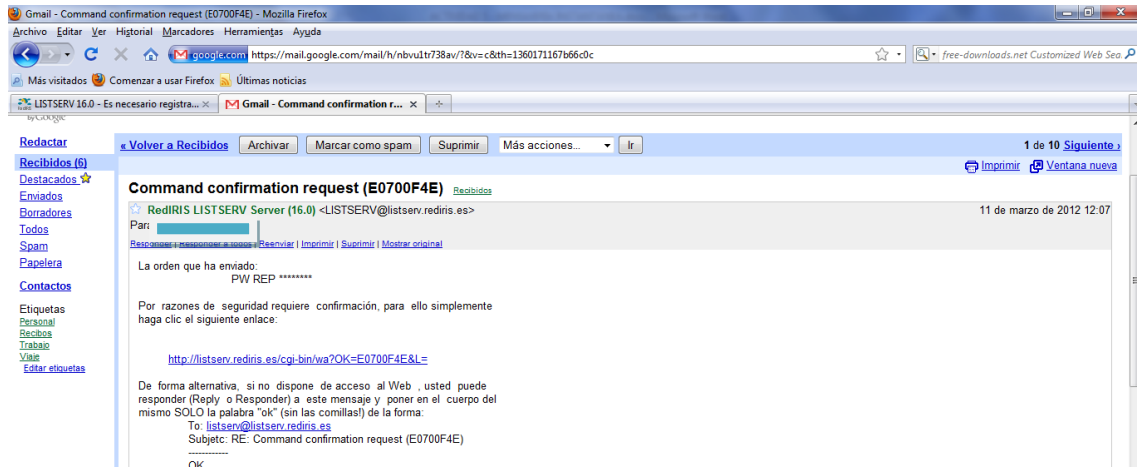 Gmail - Command confirmation request (E0700F4E) - Mozilla Firefox
Archivo Editar Ver Historial Marcadores Herramientas Ayuda
google.com https://mail.google.com/mail/h/nbvu1tr738av/?&v=c&th=1360171167b66c0c
free-downloads.net Customized Web Sea
Más visitados Comenzar a usar Firefox Últimas noticias
LISTSERV 16.0 - Es necesario registra... Gmail - Command confirmation r...
by Google
Redactar
Recibidos (6)
Destacados
Enviados
Borradores
Todos
Spam
Papelera
Contactos
Etiquetas
Personal
Recibos
Trabajo
Viaje
Editar etiquetas
« Volver a Recibidos Archivar Marcar como spam Suprimir Más acciones... Ir 1 de 10 Siguiente ›
Imprimir Ventana nueva
Command confirmation request (E0700F4E) Recibidos
RedIRIS LISTSERV Server (16.0) <LISTSERV@listserv.rediris.es> 11 de marzo de 2012 12:07
Para
Responder | Responder a todos | Reenviar | Imprimir | Suprimir | Mostrar original
La orden que ha enviado:
PW REP ********
Por razones de seguridad requiere confirmación, para ello simplemente
haga clic el siguiente enlace:
http://listserv.rediris.es/cgi-bin/wa?OK=E0700F4E&L=
De forma alternativa, si no dispone de acceso al Web , usted puede
responder (Reply o Responder) a este mensaje y poner en el cuerpo del
mismo SOLO la palabra "ok" (sin las comillas!) de la forma:
To: listserv@listserv.rediris.es
Subjetc: RE: Command confirmation request (E0700F4E)
------------
OK